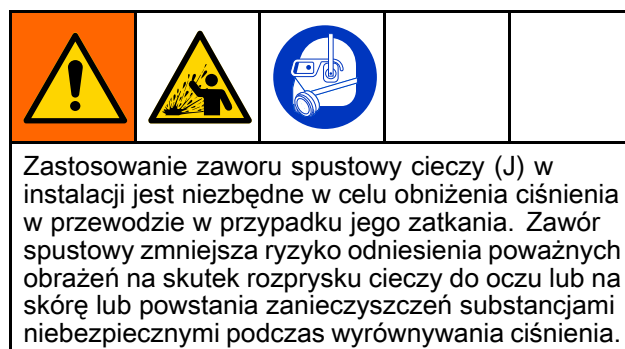 Zastosowanie zaworu spustowy cieczy (J) w
instalacji jest niezbędne w celu obniżenia ciśnienia
w przewodzie w przypadku jego zatkania. Zawór
spustowy zmniejsza ryzyko odniesienia poważnych
obrażeń na skutek rozprysku cieczy do oczu lub na
skórę lub powstania zanieczyszczeń substancjami
niebezpiecznymi podczas wyrównywania ciśnienia.